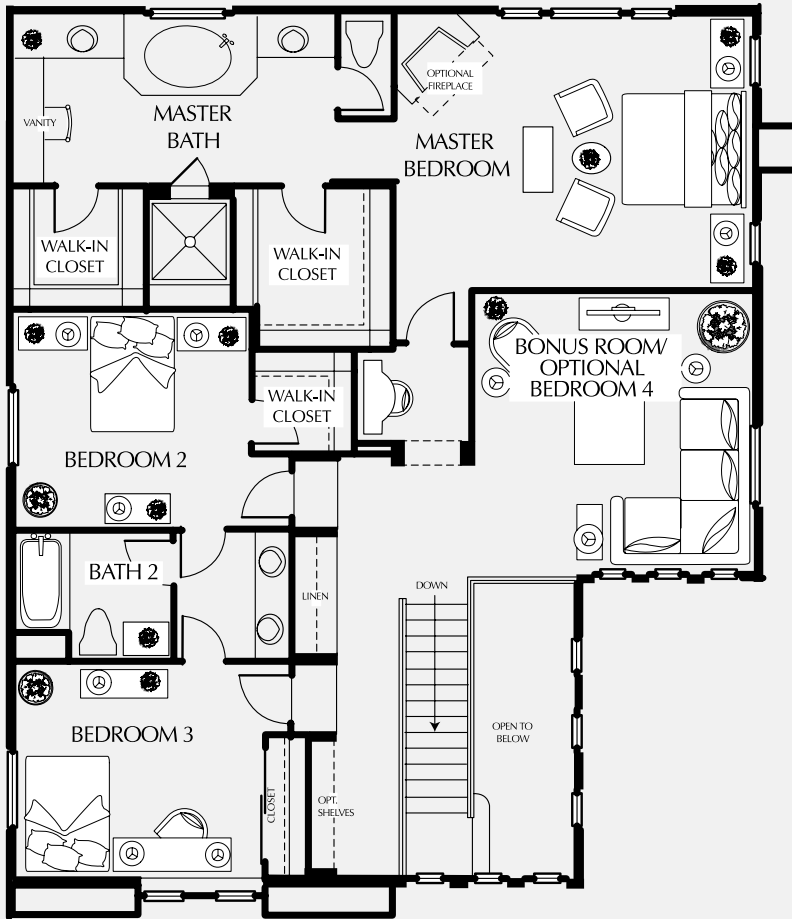 OPTIONAL
FIREPLACE
VANITY
MASTER
BATH
MASTER
BEDROOM
WALK-IN
CLOSET
WALK-IN
CLOSET
BONUS ROOM/
OPTIONAL
BEDROOM 4
WALK-IN
CLOSET
BEDROOM 2
BATH 2
LINEN
DOWN
BEDROOM 3
OPEN TO
BELOW
CLOSET
OPT.
SHELVES